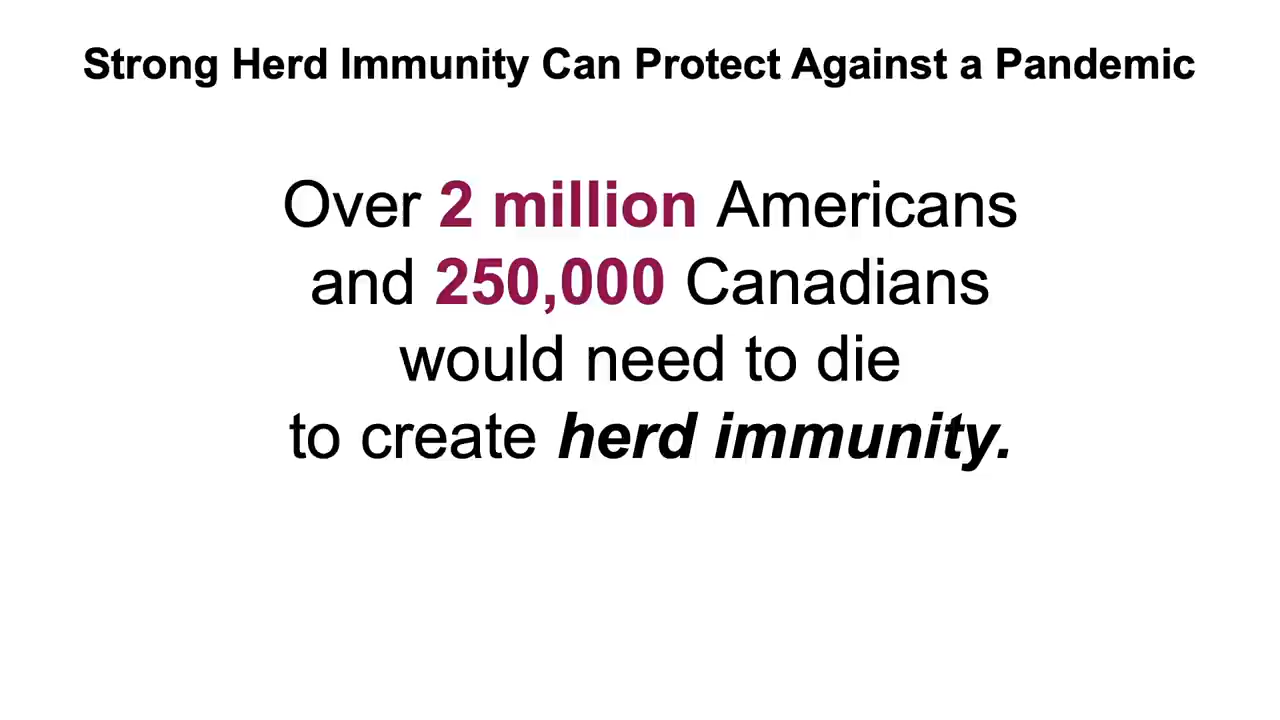 Strong Herd Immunity Can Protect Against a Pandemic
Over 2 million Americans
and 250,000 Canadians
would need to die
to create herd immunity.